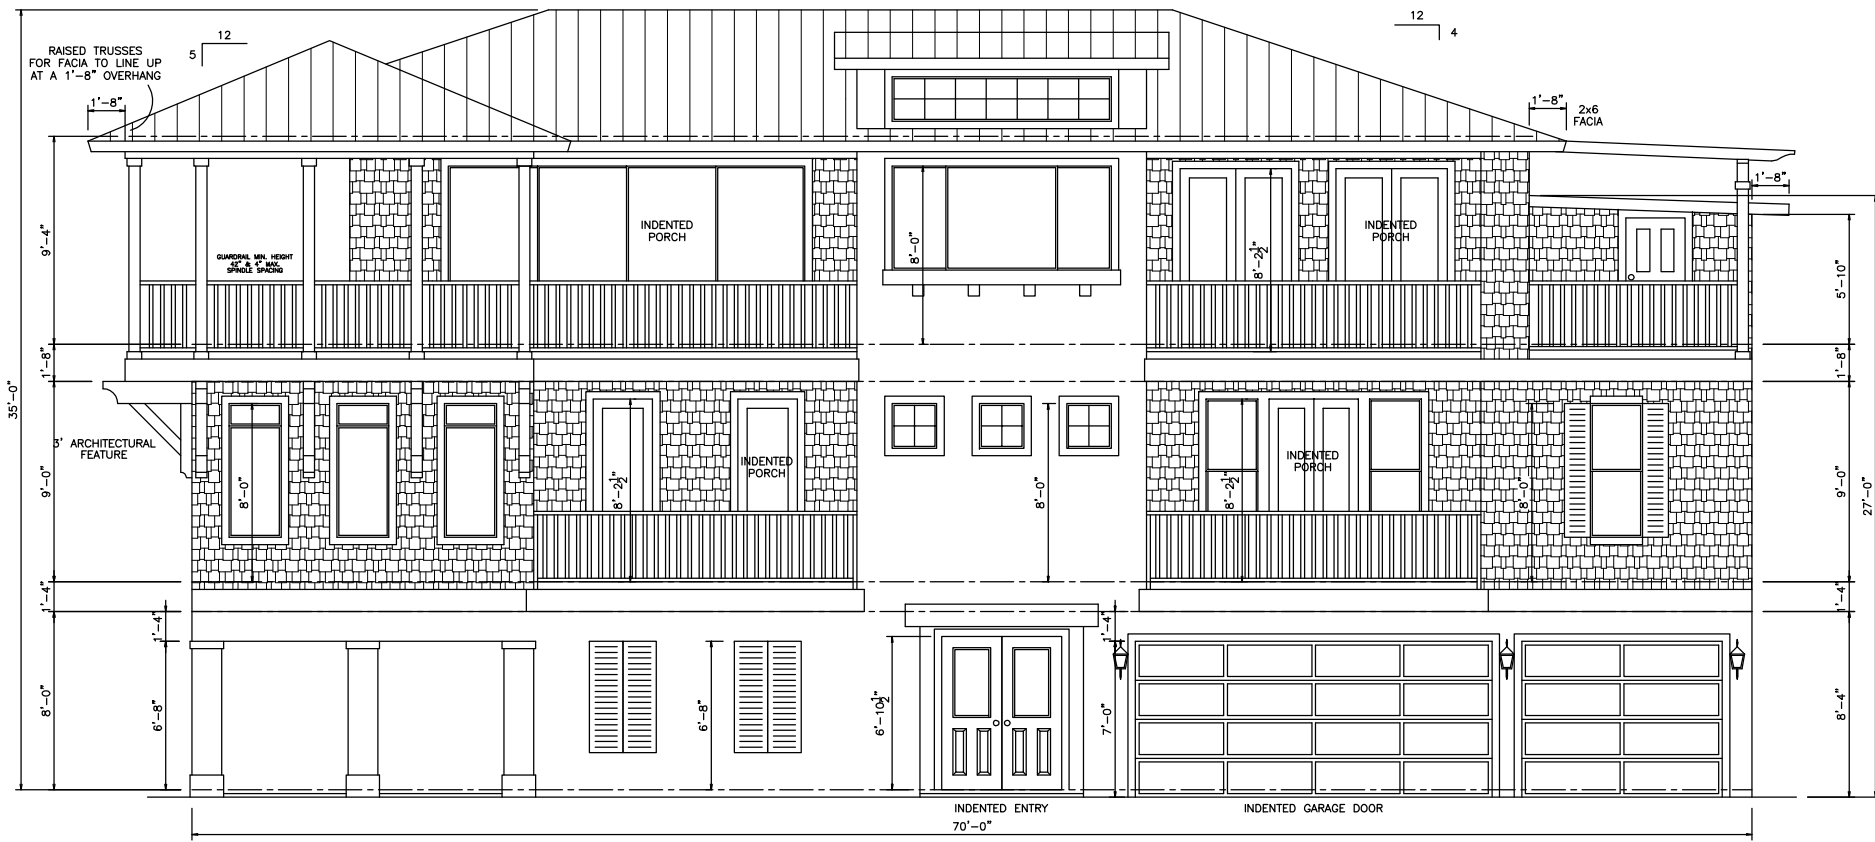 12
5
RAISED TRUSSES
FOR FACIA TO LINE UP
AT A 1'-8" OVERHANG
1'-8"
12
4
1'-8"
2x6
FACIA
1'-8"
35'-0"
9'-4"
1'-8"
9'-0"
1'-4"
8'-0"
1'-4"
6'-8"
GUARDRAIL MIN. HEIGHT
42" & 4" MAX.
SPINDLE SPACING
INDENTED
PORCH
8'-0"
8'-2½"
INDENTED
PORCH
5'-10"
1'-8"
9'-0"
27'-0"
1'-4"
8'-4"
3' ARCHITECTURAL
FEATURE
8'-0"
8'-2½"
INDENTED
PORCH
8'-0"
8'-2½"
INDENTED
PORCH
8'-0"
6'-8"
6'-10½"
1'-4"
7'-0"
INDENTED ENTRY
INDENTED GARAGE DOOR
70'-0"